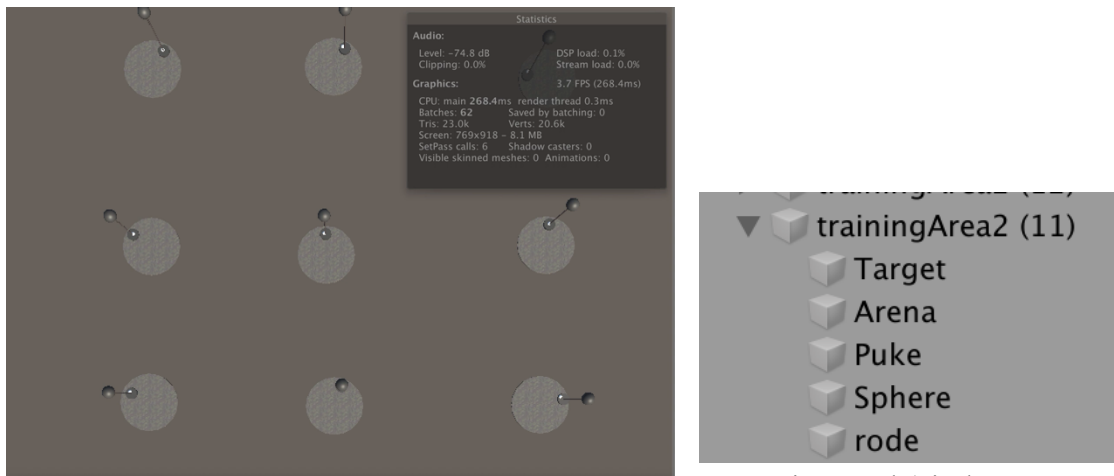 Statistics
Audio:
Level: -74.8 dB DSP load: 0.1%
Clipping: 0.0% Stream load: 0.0%
Graphics: 3.7 FPS (268.4ms)
CPU: main 268.4ms render thread 0.3ms
Batches: 62 Saved by batching: 0
Tris: 23.0k Verts: 20.6k
Screen: 769x918 - 8.1 MB
SetPass calls: 6 Shadow casters: 0
Visible skinned meshes: 0 Animations: 0
trainingArea2 (11)
Target
Arena
Puke
Sphere
rode